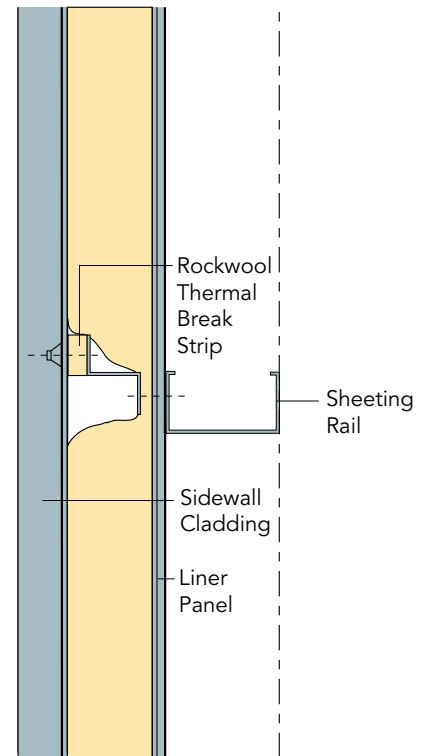 Rockwool
Thermal
Break
Strip
Sheeting
Rail
Sidewall
Cladding
Liner
Panel